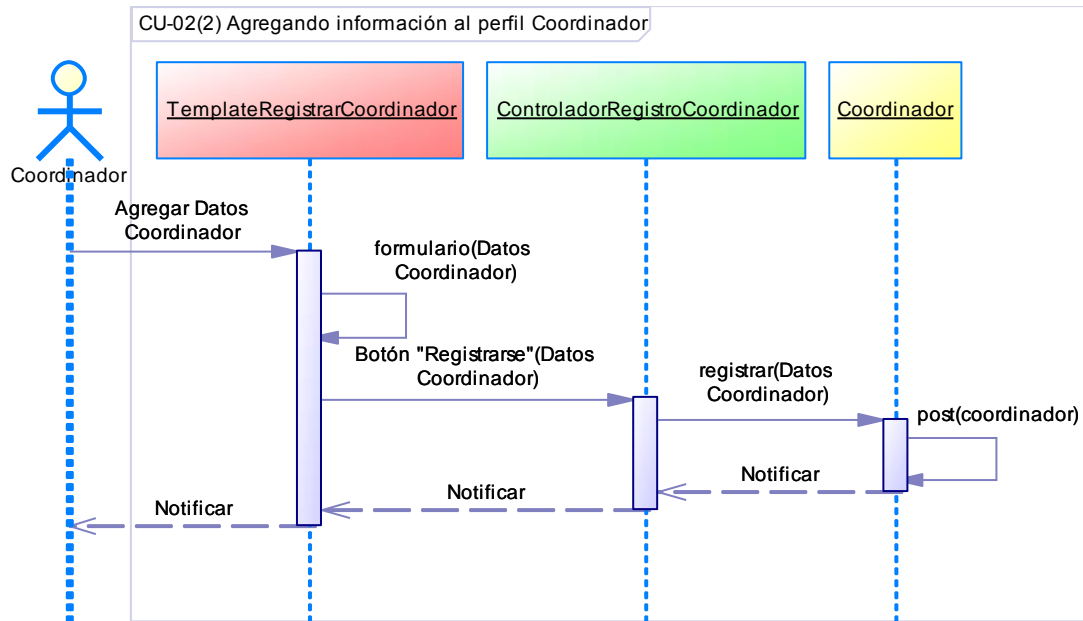 CU-02(2) Agregando información al perfil Coordinador
TemplateRegistrarCoordinador
ControladorRegistroCoordinador
Coordinador
Coordinador
Agregar Datos
Coordinador
formulario(Datos
Coordinador)
Botón "Registrarse"(Datos
Coordinador)
registrar(Datos
Coordinador)
post(coordinador)
Notificar
Notificar
Notificar